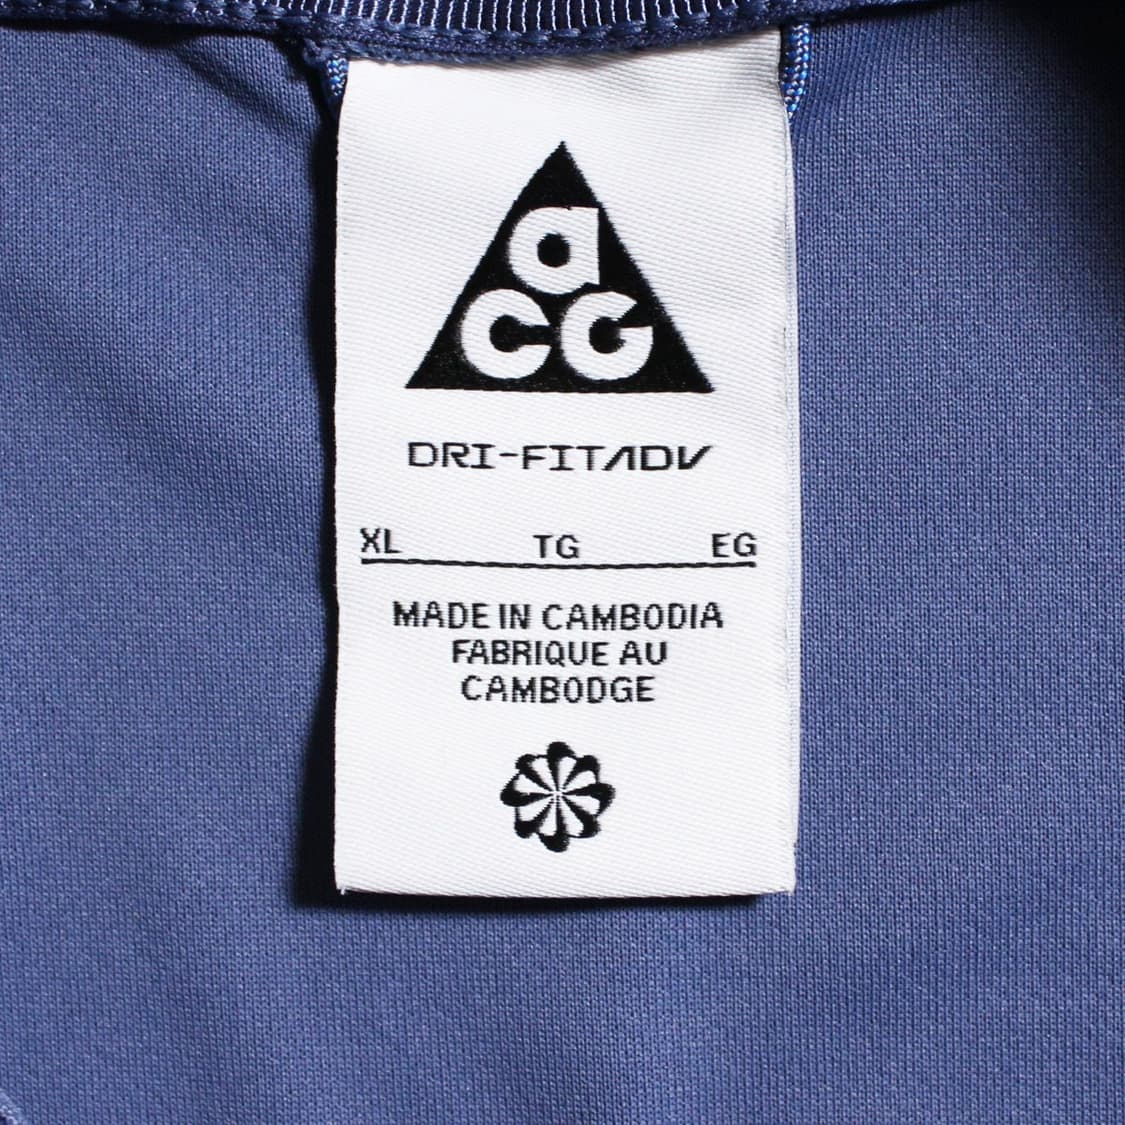 aCG
DRI-FITADV
XL TG EG
MADE IN CAMBODIA
FABRIQUE AU
CAMBODGE